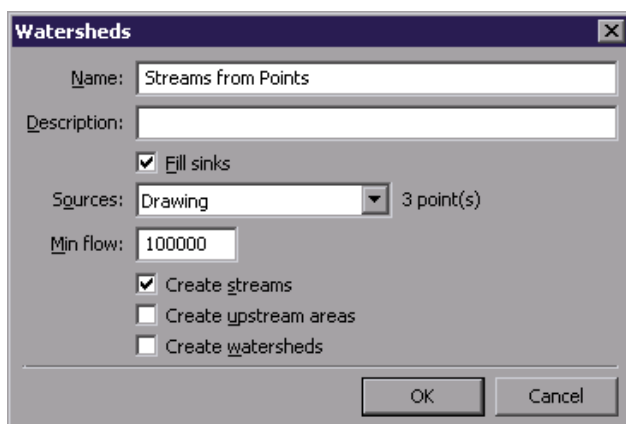 Watersheds
Name: Streams from Points
Description:
Fill sinks
Sources: Drawing 3 point(s)
Min flow: 100000
Create streams
Create upstream areas
Create watersheds
OK Cancel